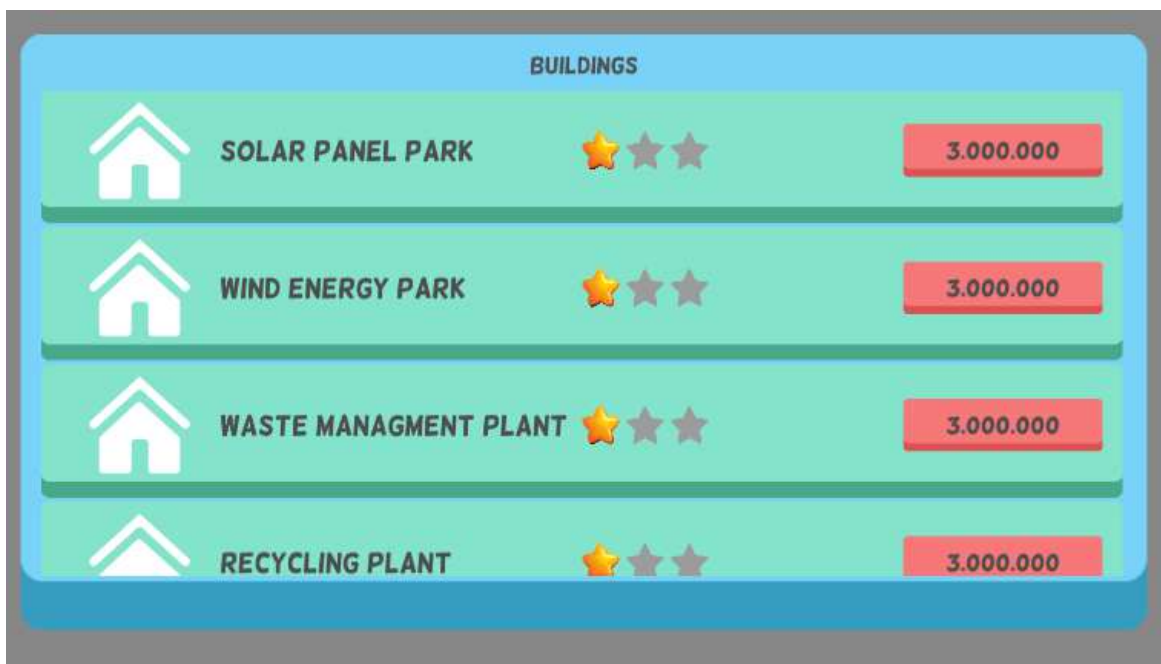 BUILDINGS
SOLAR PANEL PARK 3.000.000
WIND ENERGY PARK 3.000.000
WASTE MANAGMENT PLANT 3.000.000
RECYCLING PLANT 3.000.000